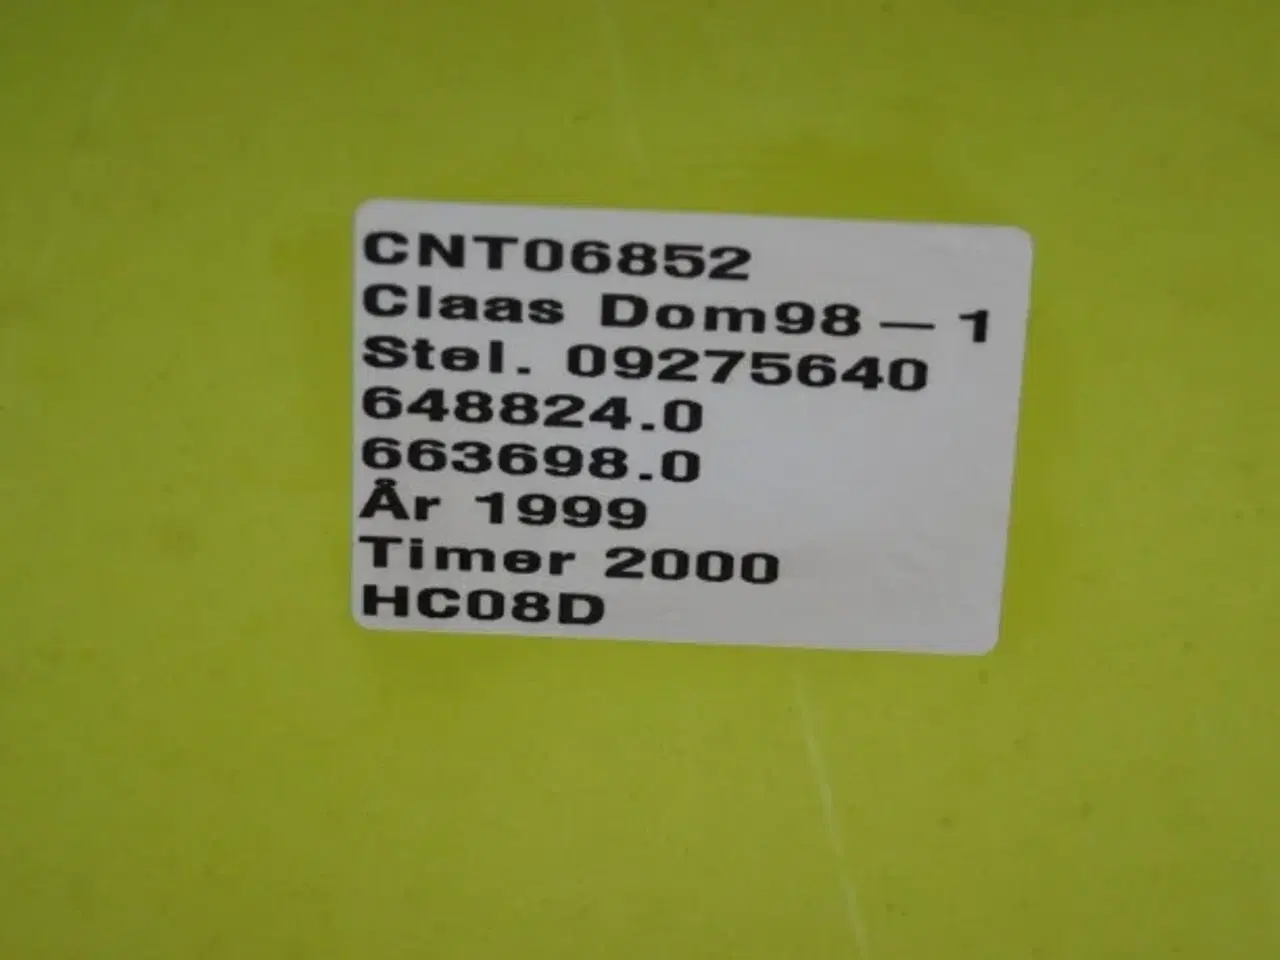 CNT06852
Claas Dom98 – 1
Stel. 09275640
648824.0
663698.0
År 1999
Timer 2000
HC08D